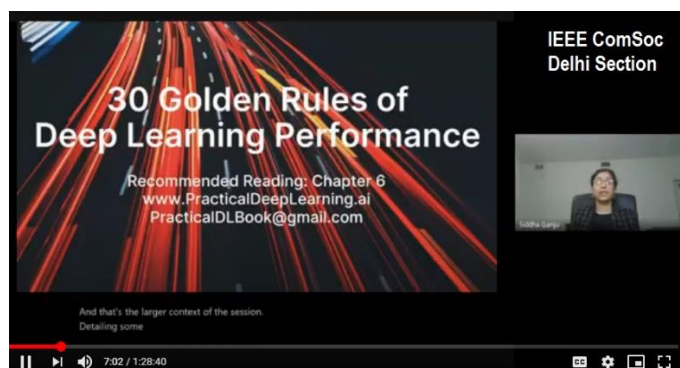 IEEE ComSoc
Delhi Section
30 Golden Rules of
Deep Learning Performance
Recommended Reading: Chapter 6
www.PracticalDeepLearning.ai
PracticalDLBook@gmail.com
Siddha Ganju
And that's the larger context of the session.
Detailing some
7:02 / 1:28:40
CC